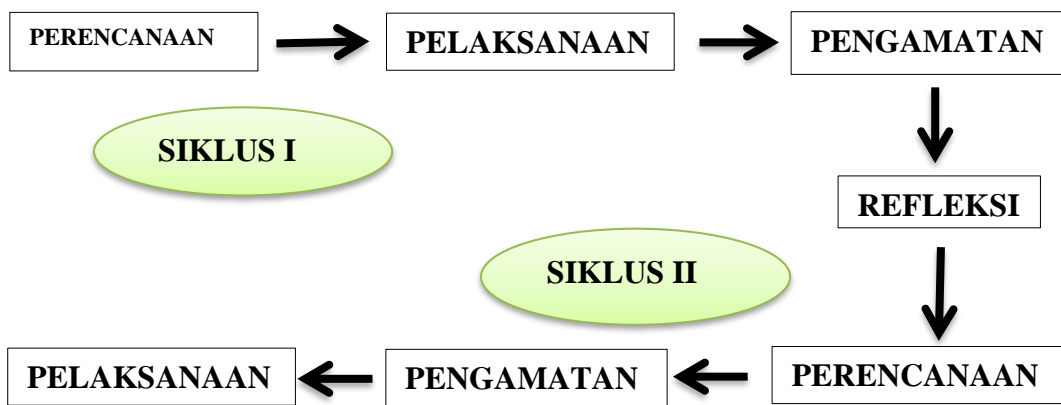 PERENCANAAN
PELAKSANAAN
PENGAMATAN
SIKLUS I
REFLEKSI
SIKLUS II
PELAKSANAAN
PENGAMATAN
PERENCANAAN